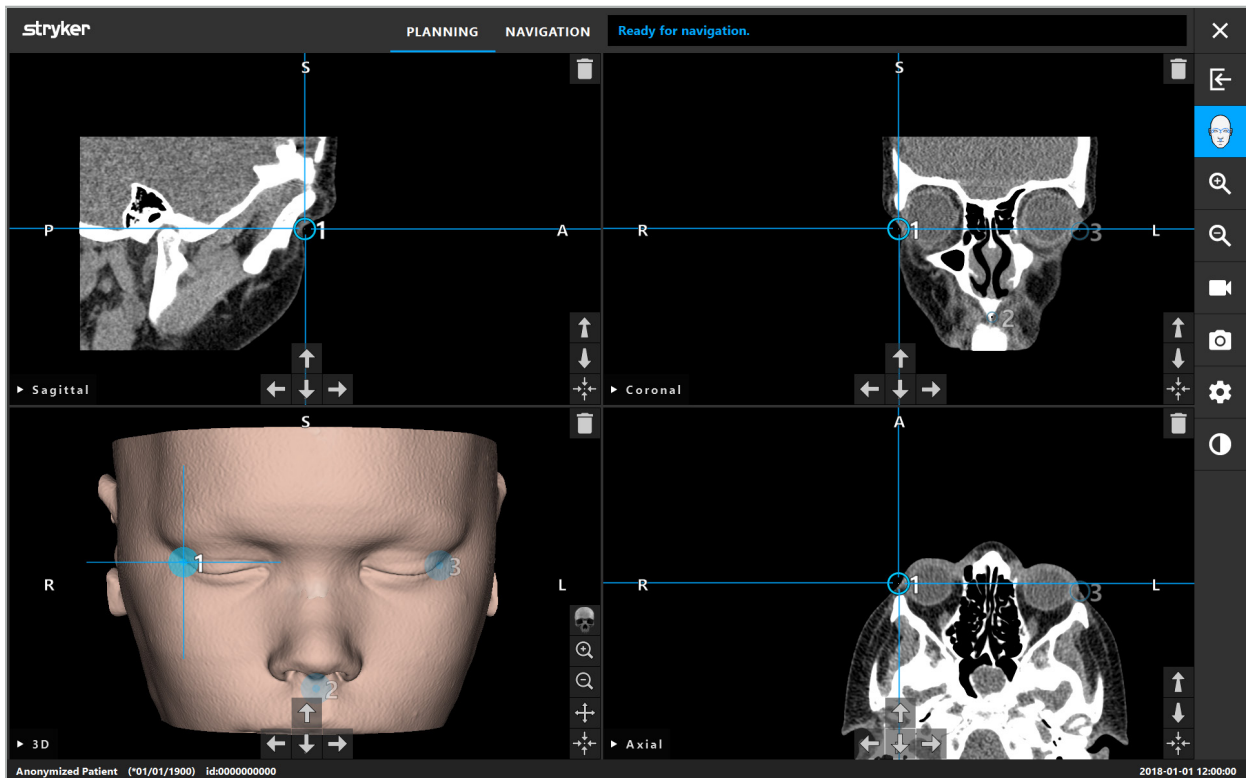 stryker
PLANNING NAVIGATION Ready for navigation.
S
P 1 A
Sagittal
S
R 1 3 L
2
Coronal
S
1 3
R L
2
3D
A
R 1 L
3
Axial
Anonymized Patient (*01/01/1900) id:0000000000 2018-01-01 12:00:00